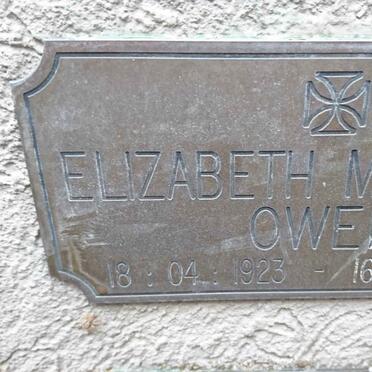 ELIZABETH M
OWE
18 : 04 : 1923 - 16